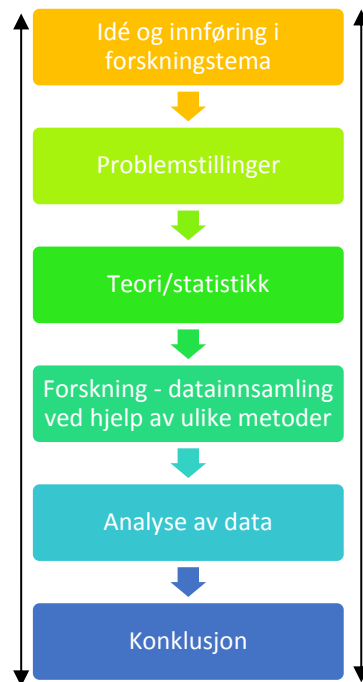 Idé og innføring i
forskningstema
Problemstillinger
Teori/statistikk
Forskning - datainnsamling
ved hjelp av ulike metoder
Analyse av data
Konklusjon